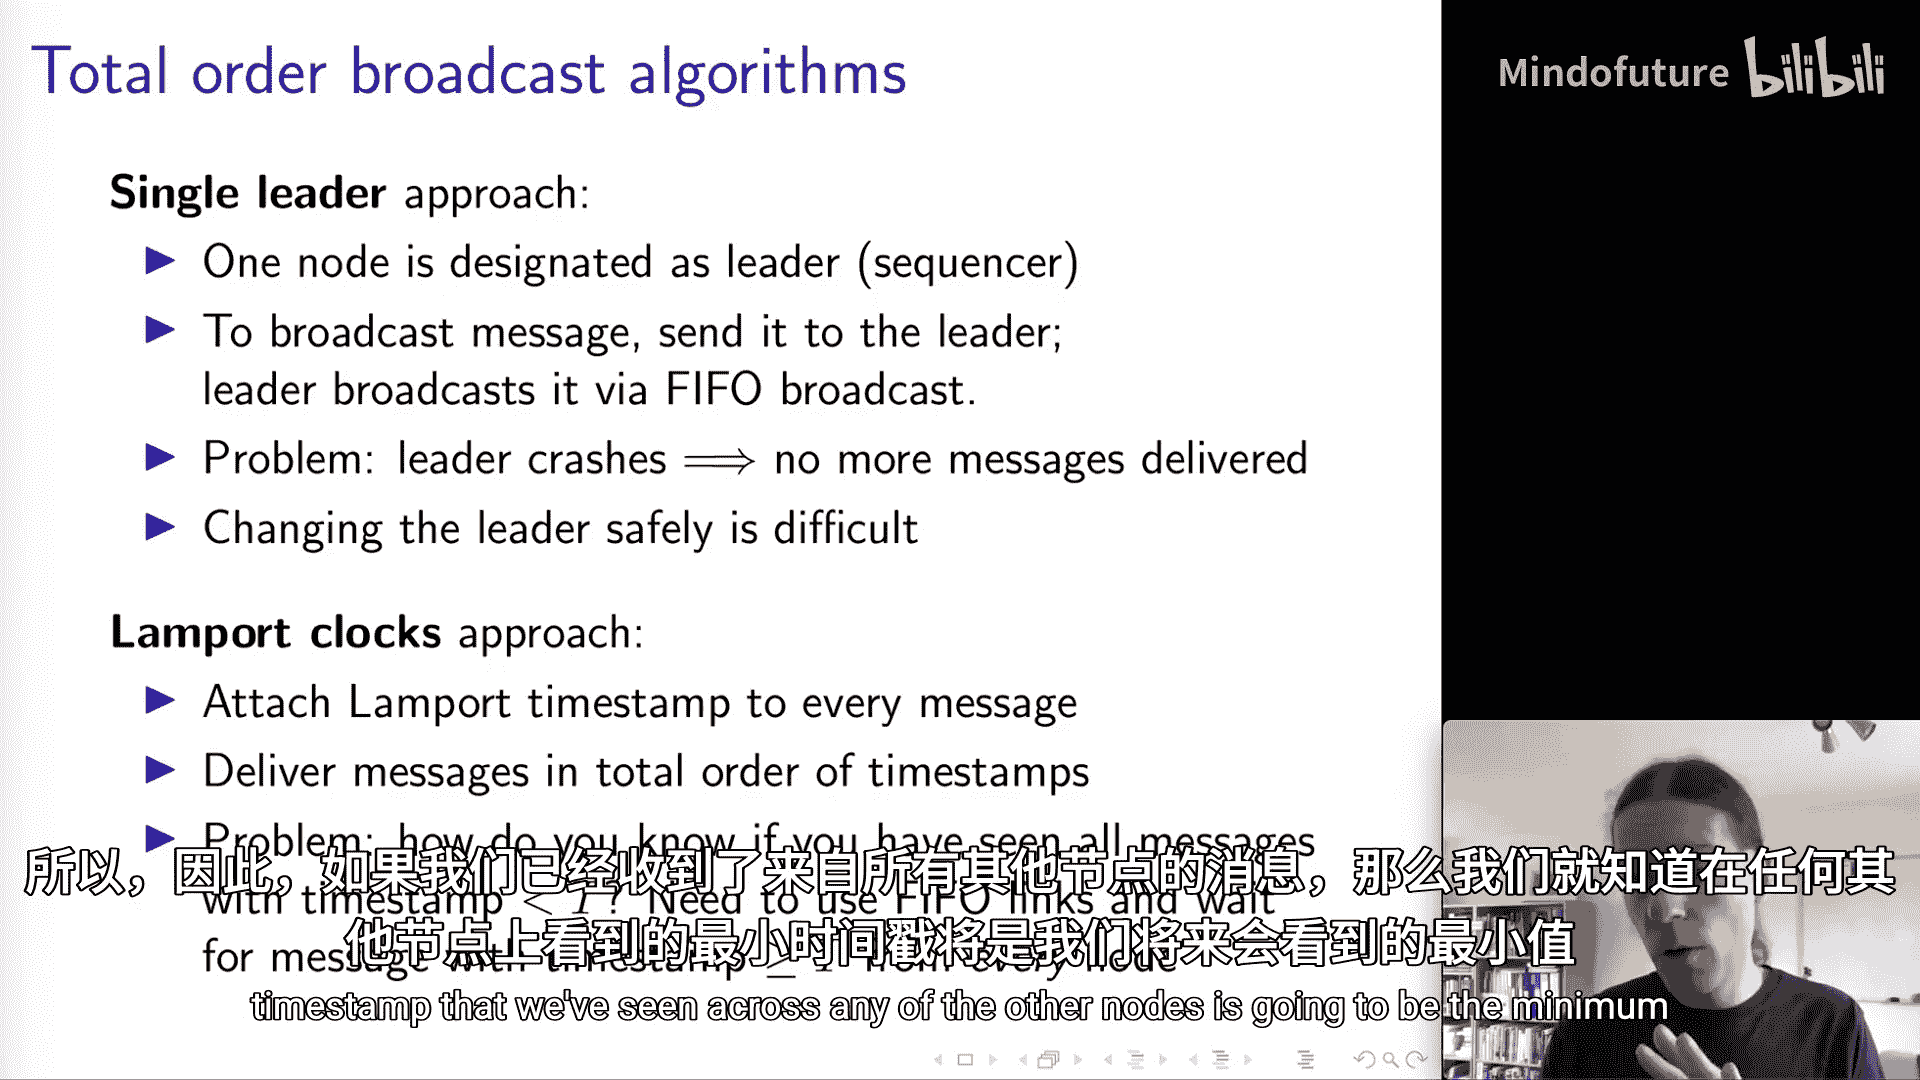 Total order broadcast algorithms
Mindofuture bilibili
Single leader approach:
▶ One node is designated as leader (sequencer)
▶ To broadcast message, send it to the leader;
leader broadcasts it via FIFO broadcast.
▶ Problem: leader crashes ⟹ no more messages delivered
▶ Changing the leader safely is difficult
Lamport clocks approach:
▶ Attach Lamport timestamp to every message
▶ Deliver messages in total order of timestamps
▶ Problem: how do you know if you have seen all messages
with timestamp < T? Need to use FIFO links and wait
for message with timestamp ≥ T from every node
所以，因此，如果我们已经收到了来自所有其他节点的消息，那么我们就知道在任何其
他节点上看到的最小时间戳将是我们将来会看到的最小值
timestamp that we've seen across any of the other nodes is going to be the minimum